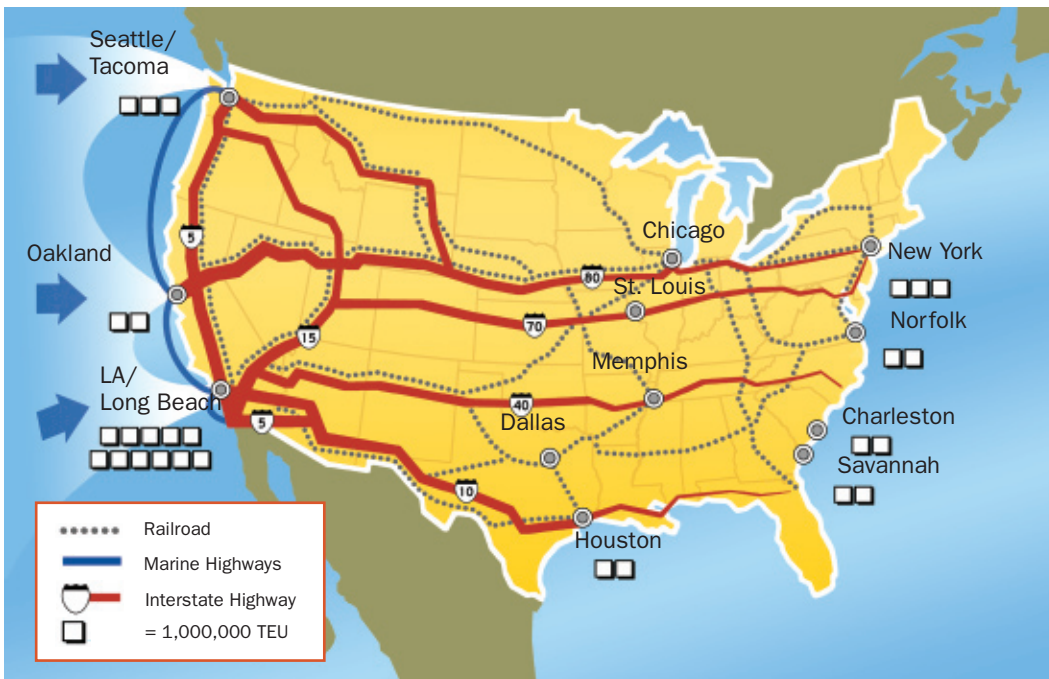 Seattle/
Tacoma
Oakland
LA/
Long Beach
5
15
5
80
70
40
10
Chicago
St. Louis
Memphis
Dallas
Houston
New York
Norfolk
Charleston
Savannah
Railroad
Marine Highways
Interstate Highway
= 1,000,000 TEU